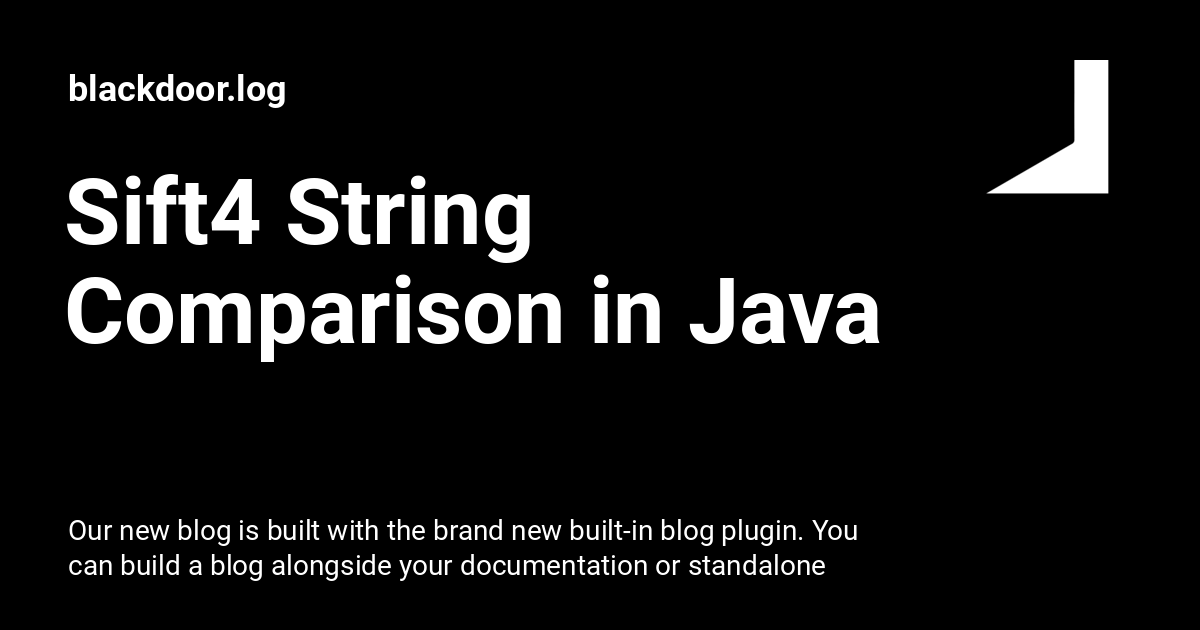 blackdoor.log
Sift4 String
Comparison in Java
Our new blog is built with the brand new built-in blog plugin. You
can build a blog alongside your documentation or standalone